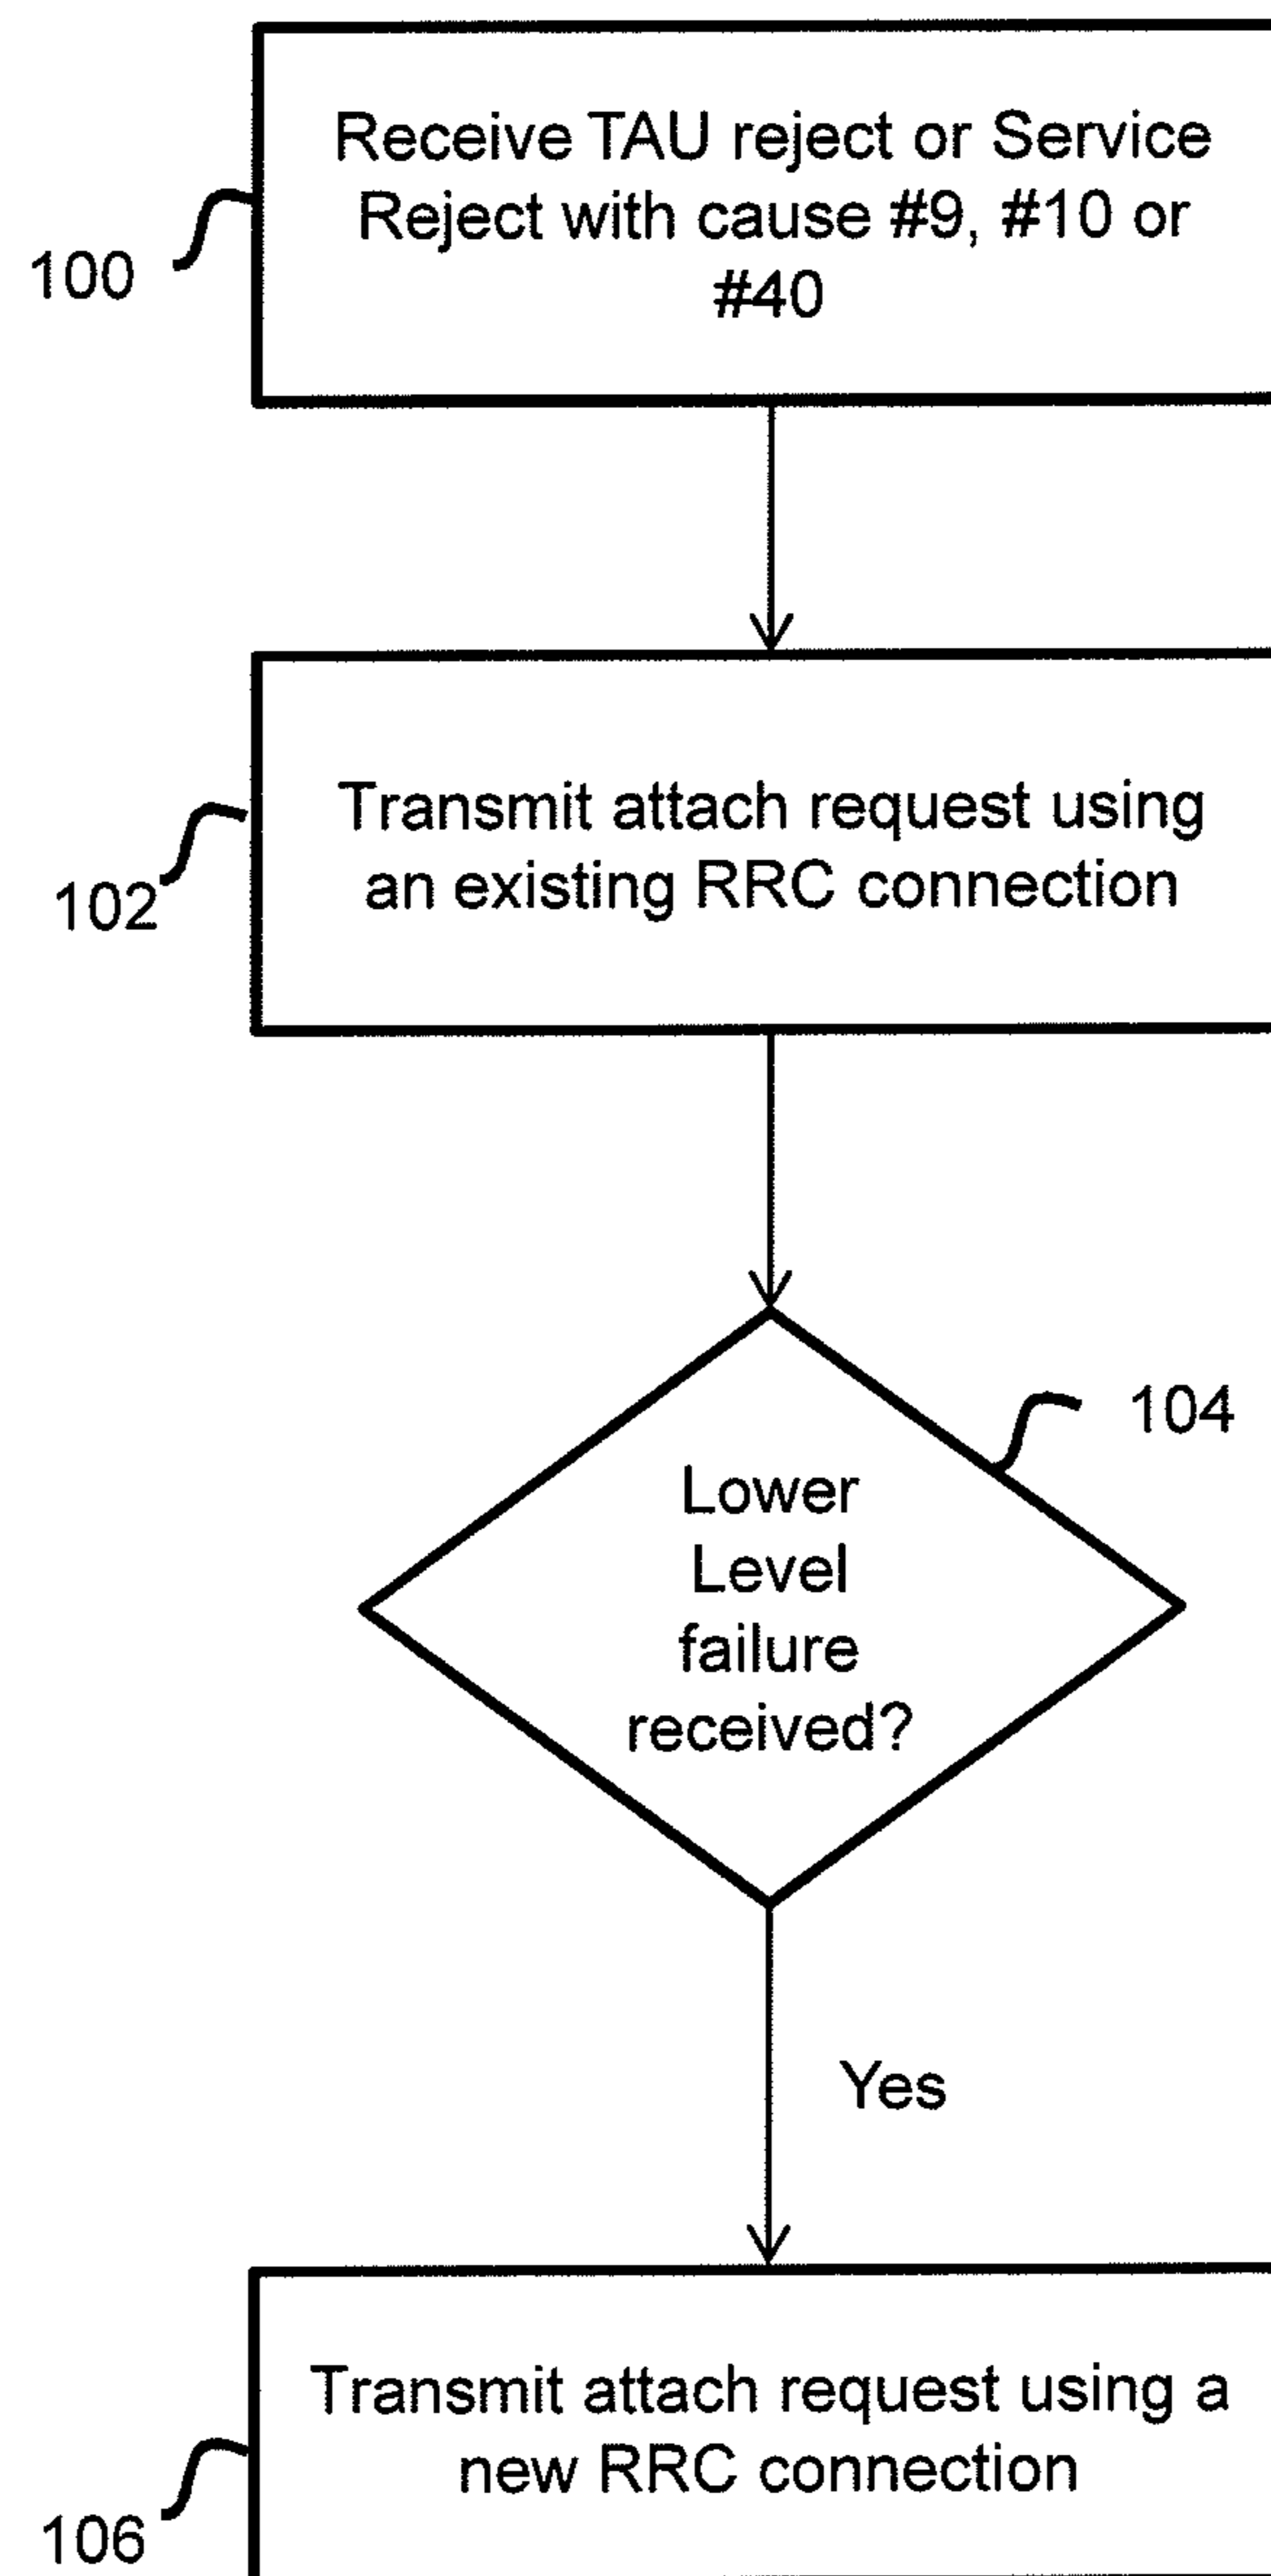 Receive TAU reject or Service
Reject with cause #9, #10 or
#40
100
Transmit attach request using
an existing RRC connection
102
104
Lower
Level
failure
received?
Yes
Transmit attach request using a
new RRC connection
106